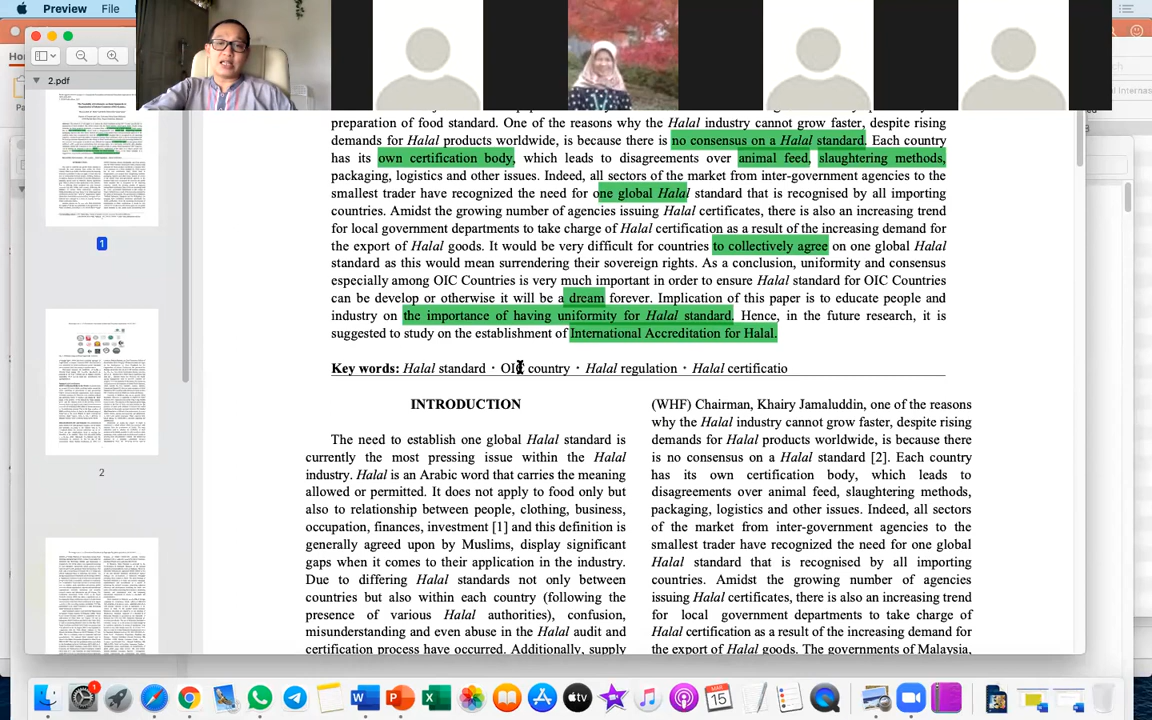 Preview File
Ho
Pa
2.pdf
1
2
Internas
preparation of food standard. One of the reasons why the Halal industry cannot grow faster, despite rising
demands for Halal products worldwide, is because there is no consensus on a Halal standard. Each country
has its own certification body, which leads to disagreements over animal feed, slaughtering methods,
packaging, logistics and other issues. Indeed, all sectors of the market from inter-government agencies to the
smallest trader have recognized the need for one global Halal standard that is recognised by all importing
countries. Amidst the growing number of agencies issuing Halal certificates, there is also an increasing trend
for local government departments to take charge of Halal certification as a result of the increasing demand for
the export of Halal goods. It would be very difficult for countries to collectively agree on one global Halal
standard as this would mean surrendering their sovereign rights. As a conclusion, uniformity and consensus
especially among OIC Countries is very much important in order to ensure Halal standard for OIC Countries
can be develop or otherwise it will be a dream forever. Implication of this paper is to educate people and
industry on the importance of having uniformity for Halal standard. Hence, in the future research, it is
suggested to study on the establishment of International Accreditation for Halal.
Key words: Halal standard · OIC country · Halal regulation · Halal certificatio
INTRODUCTION
The need to establish one global Halal standard is
currently the most pressing issue within the Halal
industry. Halal is an Arabic word that carries the meaning
allowed or permitted. It does not apply to food only but
also to relationship between people, clothing, business,
occupation, finances, investment [1] and this definition is
generally agreed upon by Muslims, display significant
gaps when it comes to their application in the industry.
Due to differing Halal standards not only between
countries but also within each country (following the
presence of various Halal authorities), confusion,
misunderstanding and even abuse in the Halal audit and
certification process have occurred. Additionally, supply
(WHF) Chairman, Khairy Jamaluddin, one of the reasons
why the Halal industry cannot grow faster, despite rising
demands for Halal products worldwide, is because there
is no consensus on a Halal standard [2]. Each country
has its own certification body, which leads to
disagreements over animal feed, slaughtering methods,
packaging, logistics and other issues. Indeed, all sectors
of the market from inter-government agencies to the
smallest trader have recognized the need for one global
Halal standard that is recognised by all importing
countries. Amidst the growing number of agencies
issuing Halal certificates, there is also an increasing trend
for local government departments to take charge of
Halal certification as a result of the increasing demand for
the export of Halal goods. The governments of Malaysia,
1
W
P
X
tv
MAR
15